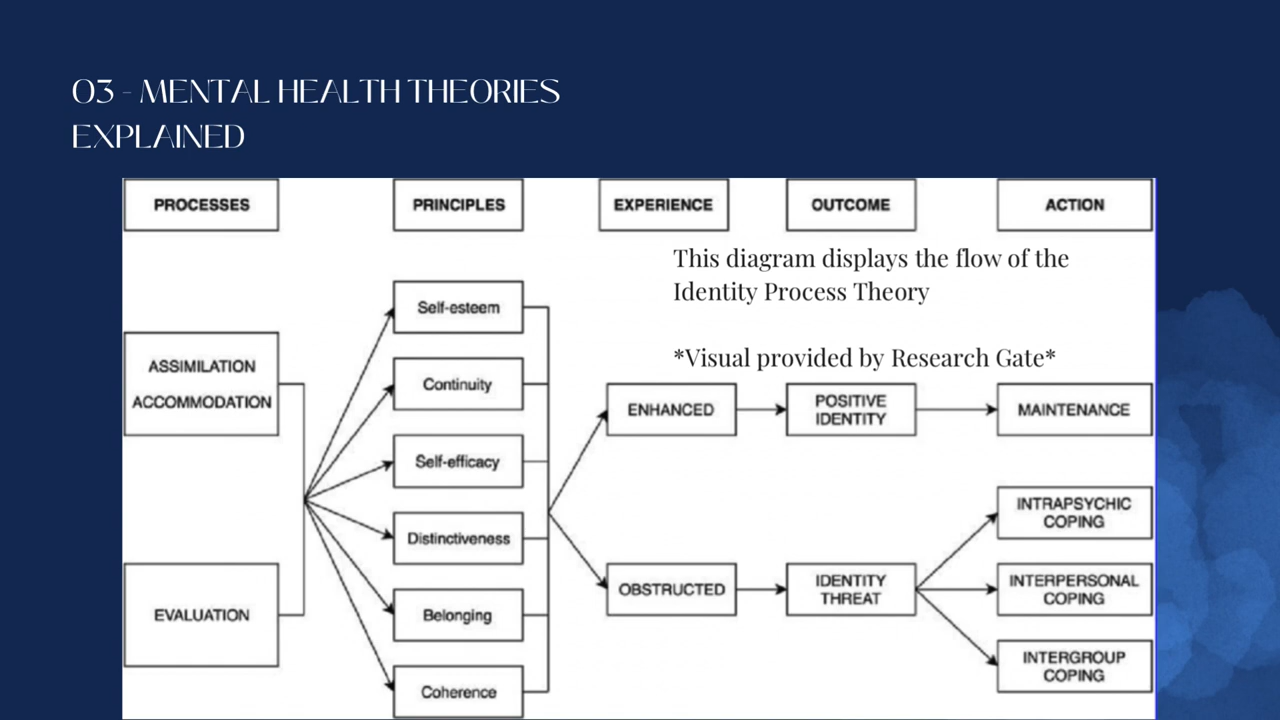 03 - MENTAL HEALTH THEORIES
EXPLAINED
PROCESSES
PRINCIPLES
EXPERIENCE
OUTCOME
ACTION
This diagram displays the flow of the
Identity Process Theory
*Visual provided by Research Gate*
ASSIMILATION
ACCOMMODATION
EVALUATION
Self-esteem
Continuity
Self-efficacy
Distinctiveness
Belonging
Coherence
ENHANCED
POSITIVE
IDENTITY
MAINTENANCE
OBSTRUCTED
IDENTITY
THREAT
INTRAPSYCHIC
COPING
INTERPERSONAL
COPING
INTERGROUP
COPING